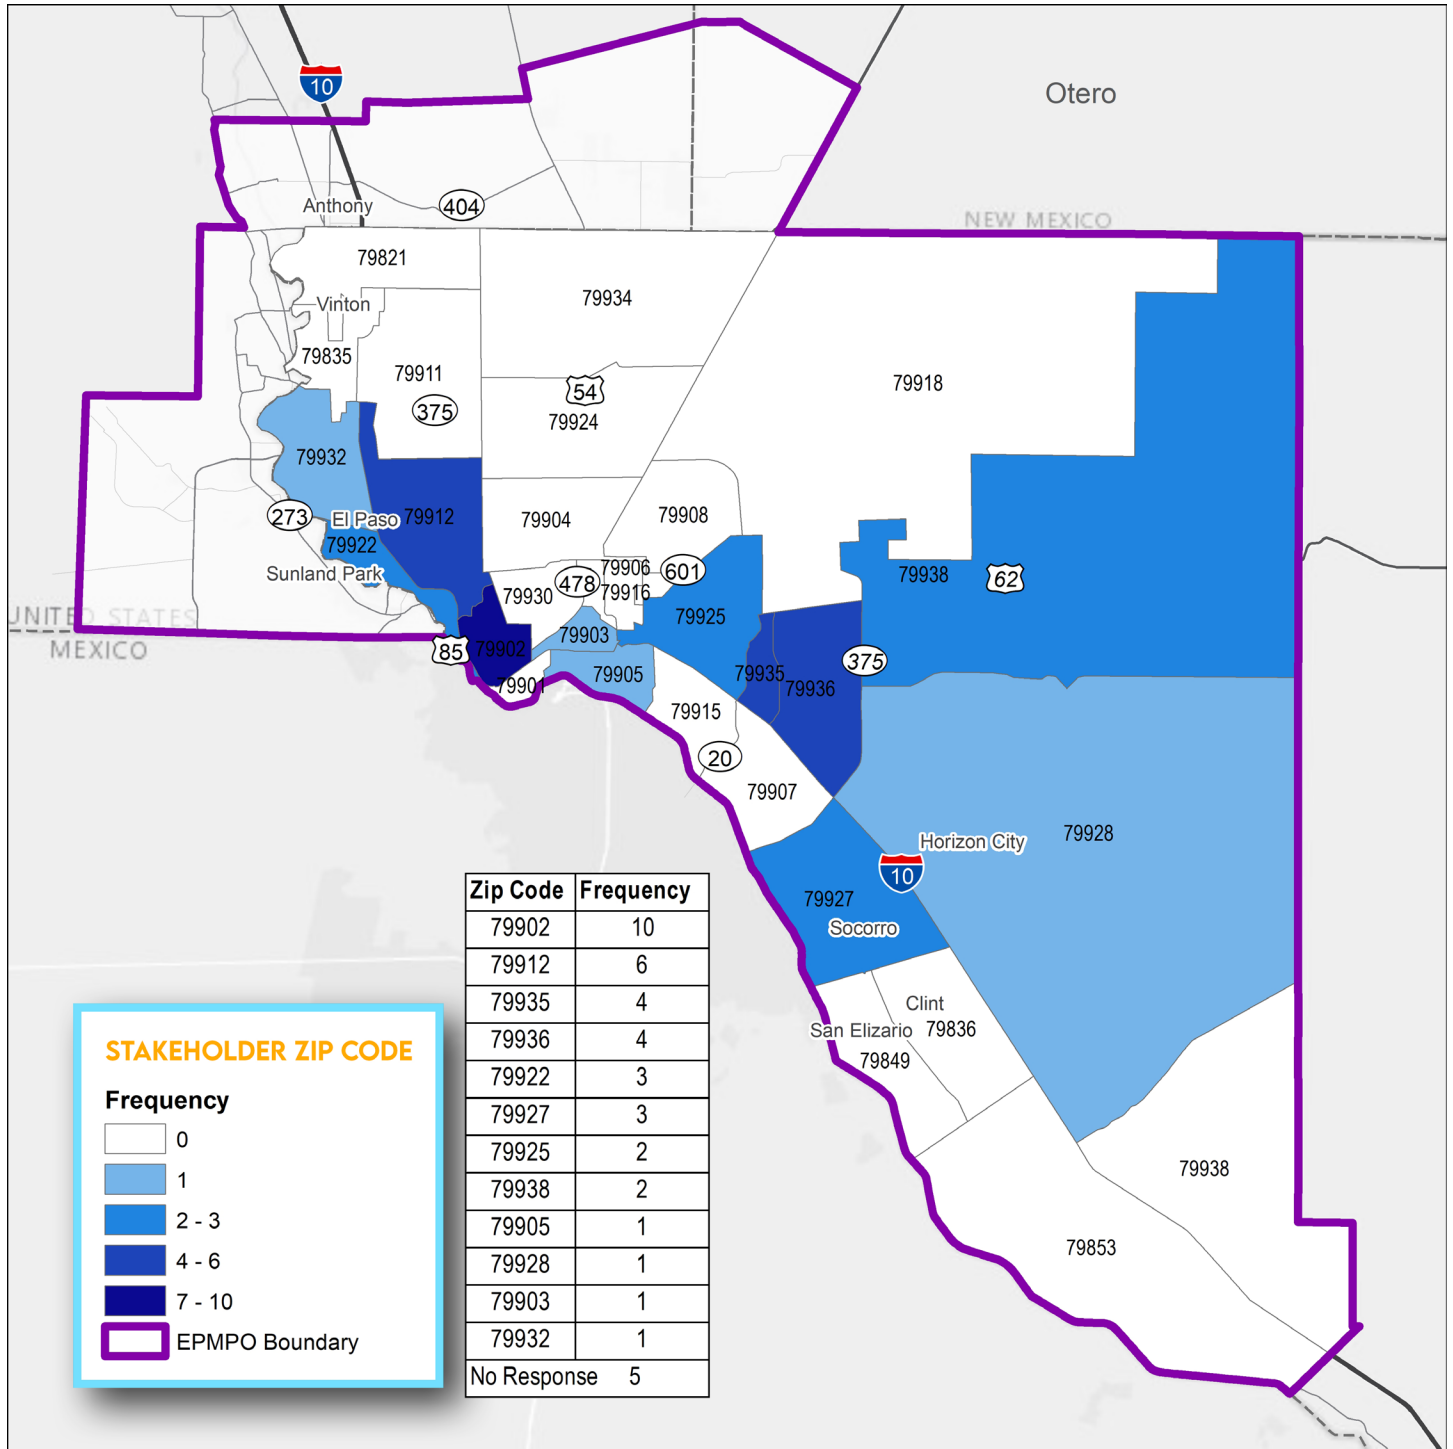 10
Otero
Anthony
404
NEW MEXICO
79821
79934
Vinton
79835
79911
79918
54
375
79924
79932
273
El Paso
79912
79904
79908
79922
Sunland Park
79906
601
478
79916
79938
62
79930
UNITED STATES
MEXICO
79925
79903
85
79902
375
79905
79935
79936
79901
79915
20
79907
Horizon City
79928
10
79927
Socorro
Clint
San Elizario
79836
79849
79938
79853
Zip Code Frequency
79902 10
79912 6
79935 4
79936 4
79922 3
79927 3
79925 2
79938 2
79905 1
79928 1
79903 1
79932 1
No Response 5
STAKEHOLDER ZIP CODE
Frequency
0
1
2 - 3
4 - 6
7 - 10
EPMPO Boundary